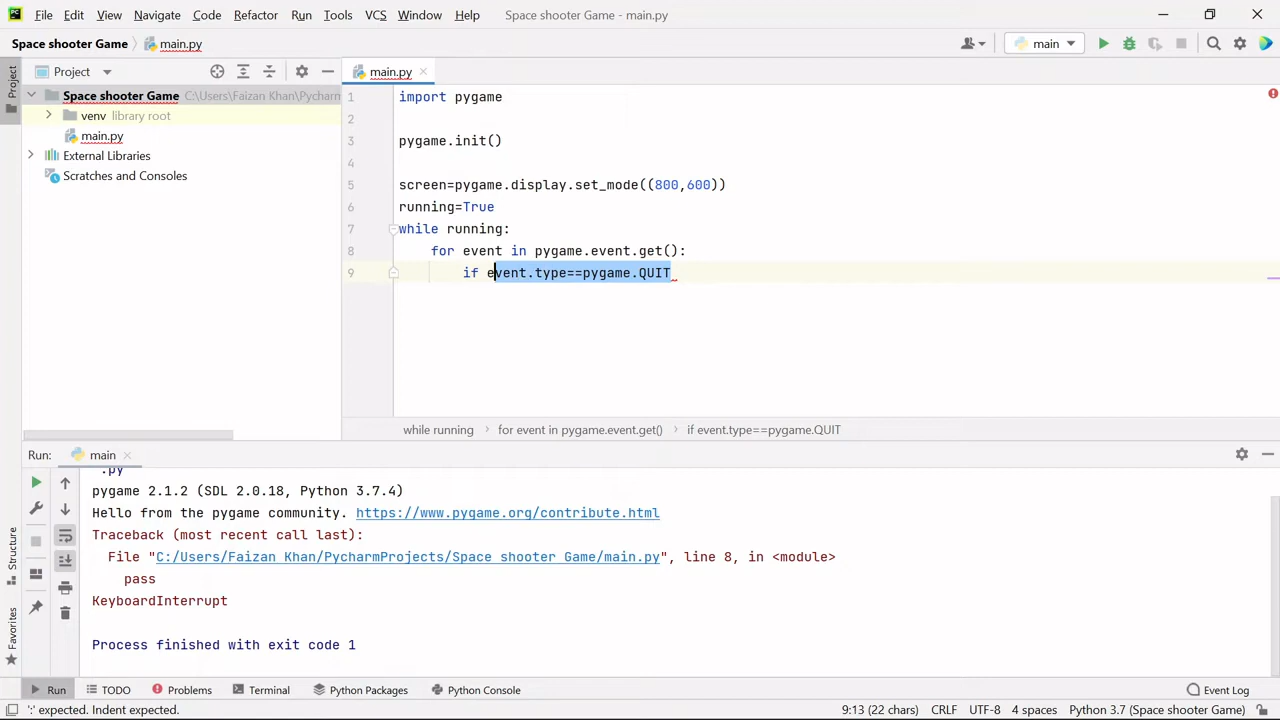 File Edit View Navigate Code Refactor Run Tools VCS Window Help Space shooter Game - main.py
Space shooter Game main.py main
Project main.py
Space shooter Game C:\Users\Faizan Khan\Pycharm
venv library root
main.py
External Libraries
Scratches and Consoles
Project
1 import pygame
2
3 pygame.init()
4
5 screen=pygame.display.set_mode((800,600))
6 running=True
7 while running:
8 for event in pygame.event.get():
9 if event.type==pygame.QUIT
while running for event in pygame.event.get() if event.type==pygame.QUIT
Run: main
.py
pygame 2.1.2 (SDL 2.0.18, Python 3.7.4)
Hello from the pygame community. https://www.pygame.org/contribute.html
Traceback (most recent call last):
File "C:/Users/Faizan Khan/PycharmProjects/Space shooter Game/main.py", line 8, in <module>
pass
KeyboardInterrupt
Process finished with exit code 1
Structure
Favorites
Run TODO Problems Terminal Python Packages Python Console Event Log
':' expected. Indent expected. 9:13 (22 chars) CRLF UTF-8 4 spaces Python 3.7 (Space shooter Game)